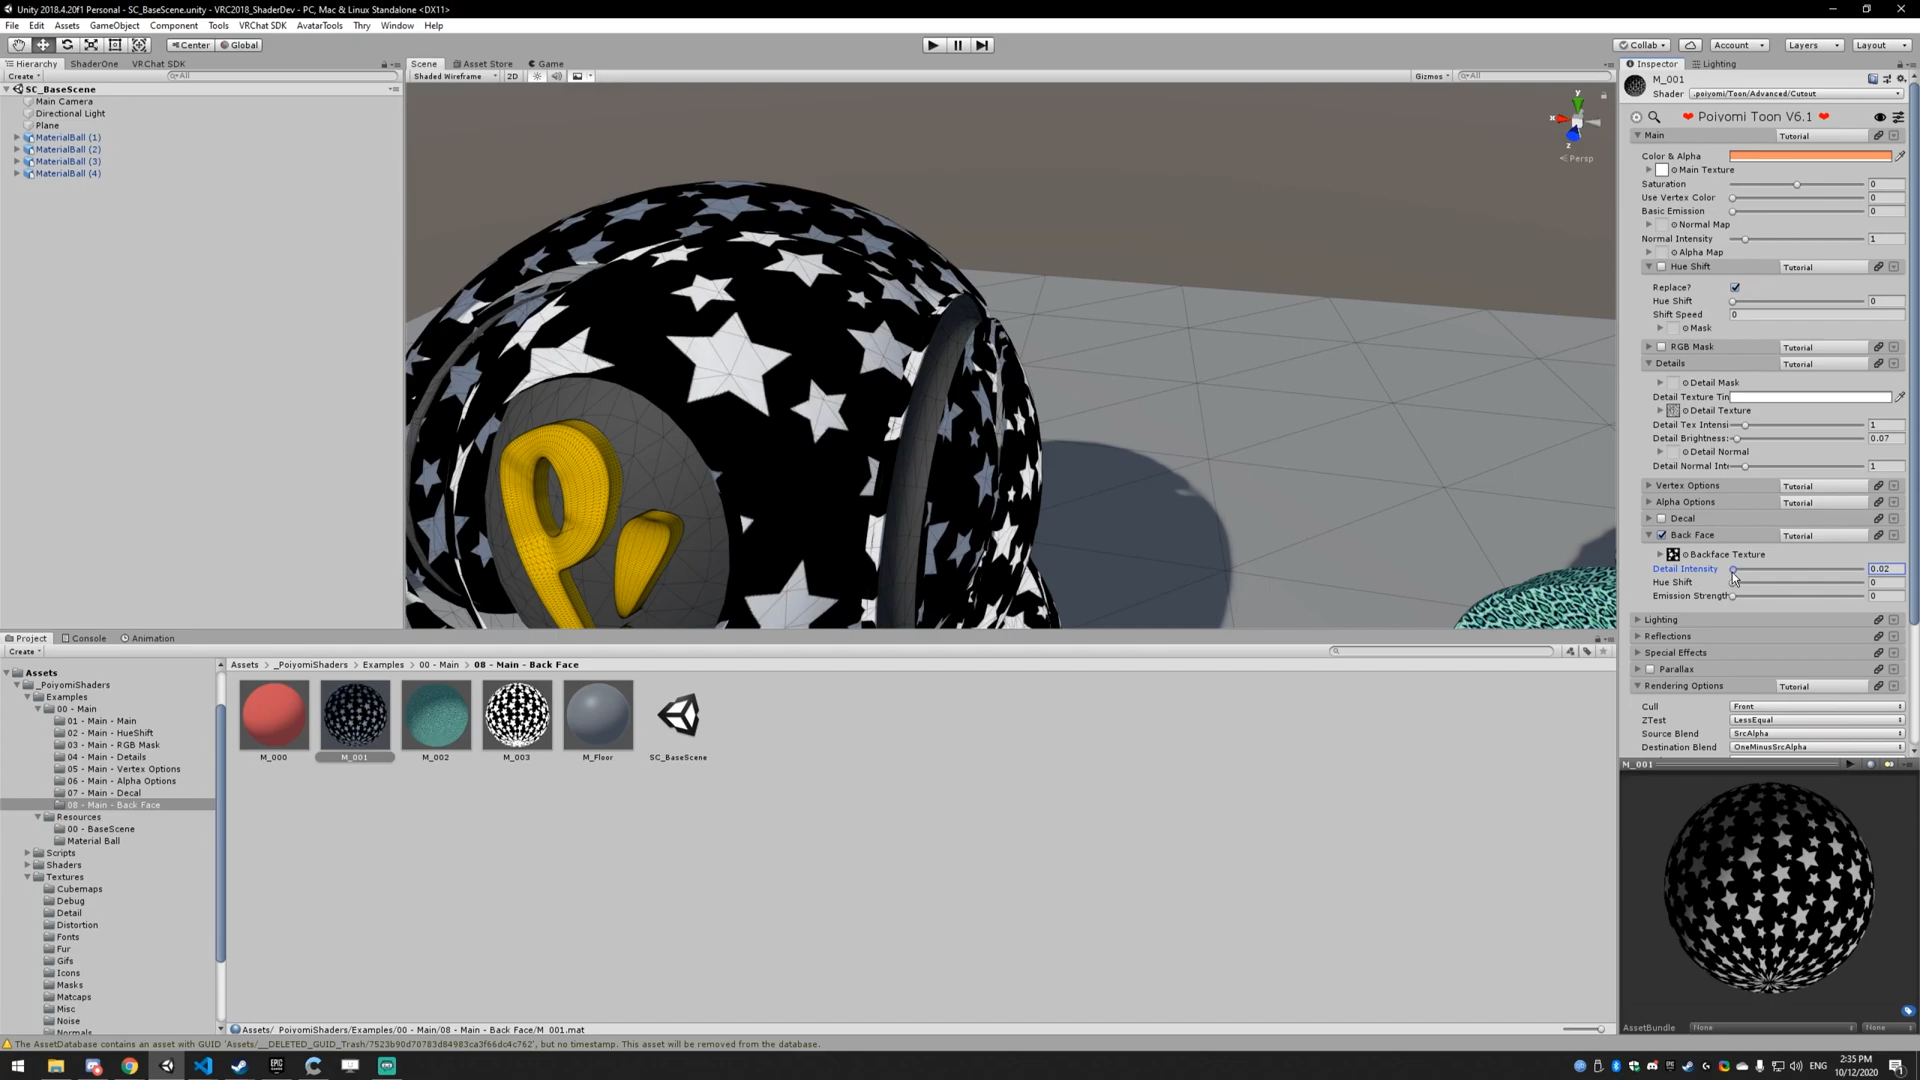 Unity 2018.4.20f1 Personal - SC_BaseScene.unity - VRC2018_ShaderDev - PC, Mac & Linux Standalone <DX11>
File Edit Assets GameObject Component Tools VRChat SDK AvatarTools Thry Window Help
Center Global Collab Account Layers Layout
Hierarchy ShaderOne VRChat SDK
Create All
SC_BaseScene
Main Camera
Directional Light
Plane
MaterialBall (1)
MaterialBall (2)
MaterialBall (3)
MaterialBall (4)
Scene Asset Store Game
Shaded Wireframe 2D Gizmos All
y
x
z
Persp
Inspector Lighting
M_001
Shader .poiyomi/Toon/Advanced/Cutout
Poiyomi Toon V6.1
Main Tutorial
Color & Alpha
Main Texture
Saturation 0
Use Vertex Color 0
Basic Emission 0
Normal Map
Normal Intensity 1
Alpha Map
Hue Shift Tutorial
Replace?
Hue Shift 0
Shift Speed 0
Mask
RGB Mask Tutorial
Details Tutorial
Detail Mask
Detail Texture Tin
Detail Texture
Detail Tex Intensi 1
Detail Brightness: 0.07
Detail Normal
Detail Normal Inte 1
Vertex Options Tutorial
Alpha Options Tutorial
Decal
Back Face Tutorial
Backface Texture
Detail Intensity 0.02
Hue Shift 0
Emission Strength 0
Lighting
Reflections
Special Effects
Parallax
Rendering Options Tutorial
Cull Front
ZTest LessEqual
Source Blend SrcAlpha
Destination Blend OneMinusSrcAlpha
M_001
AssetBundle None None
Project Console Animation
Create
Assets
_PoiyomiShaders
Examples
00 - Main
01 - Main - Main
02 - Main - HueShift
03 - Main - RGB Mask
04 - Main - Details
05 - Main - Vertex Options
06 - Main - Alpha Options
07 - Main - Decal
08 - Main - Back Face
Resources
00 - BaseScene
Material Ball
Scripts
Shaders
Textures
Cubemaps
Debug
Detail
Distortion
Fonts
Fur
Gifs
Icons
Masks
Matcaps
Misc
Noise
Normals
Assets _PoiyomiShaders Examples 00 - Main 08 - Main - Back Face
M_000 M_001 M_002 M_003 M_Floor SC_BaseScene
Assets/_PoiyomiShaders/Examples/00 - Main/08 - Main - Back Face/M_001.mat
The AssetDatabase contains an asset with GUID 'Assets/__DELETED_GUID_Trash/7523b90d70783d84983ca3f66dc4c762', but no timestamp. This asset will be removed from the database.
EPIC GAMES
ENG
2:35 PM
10/12/2020